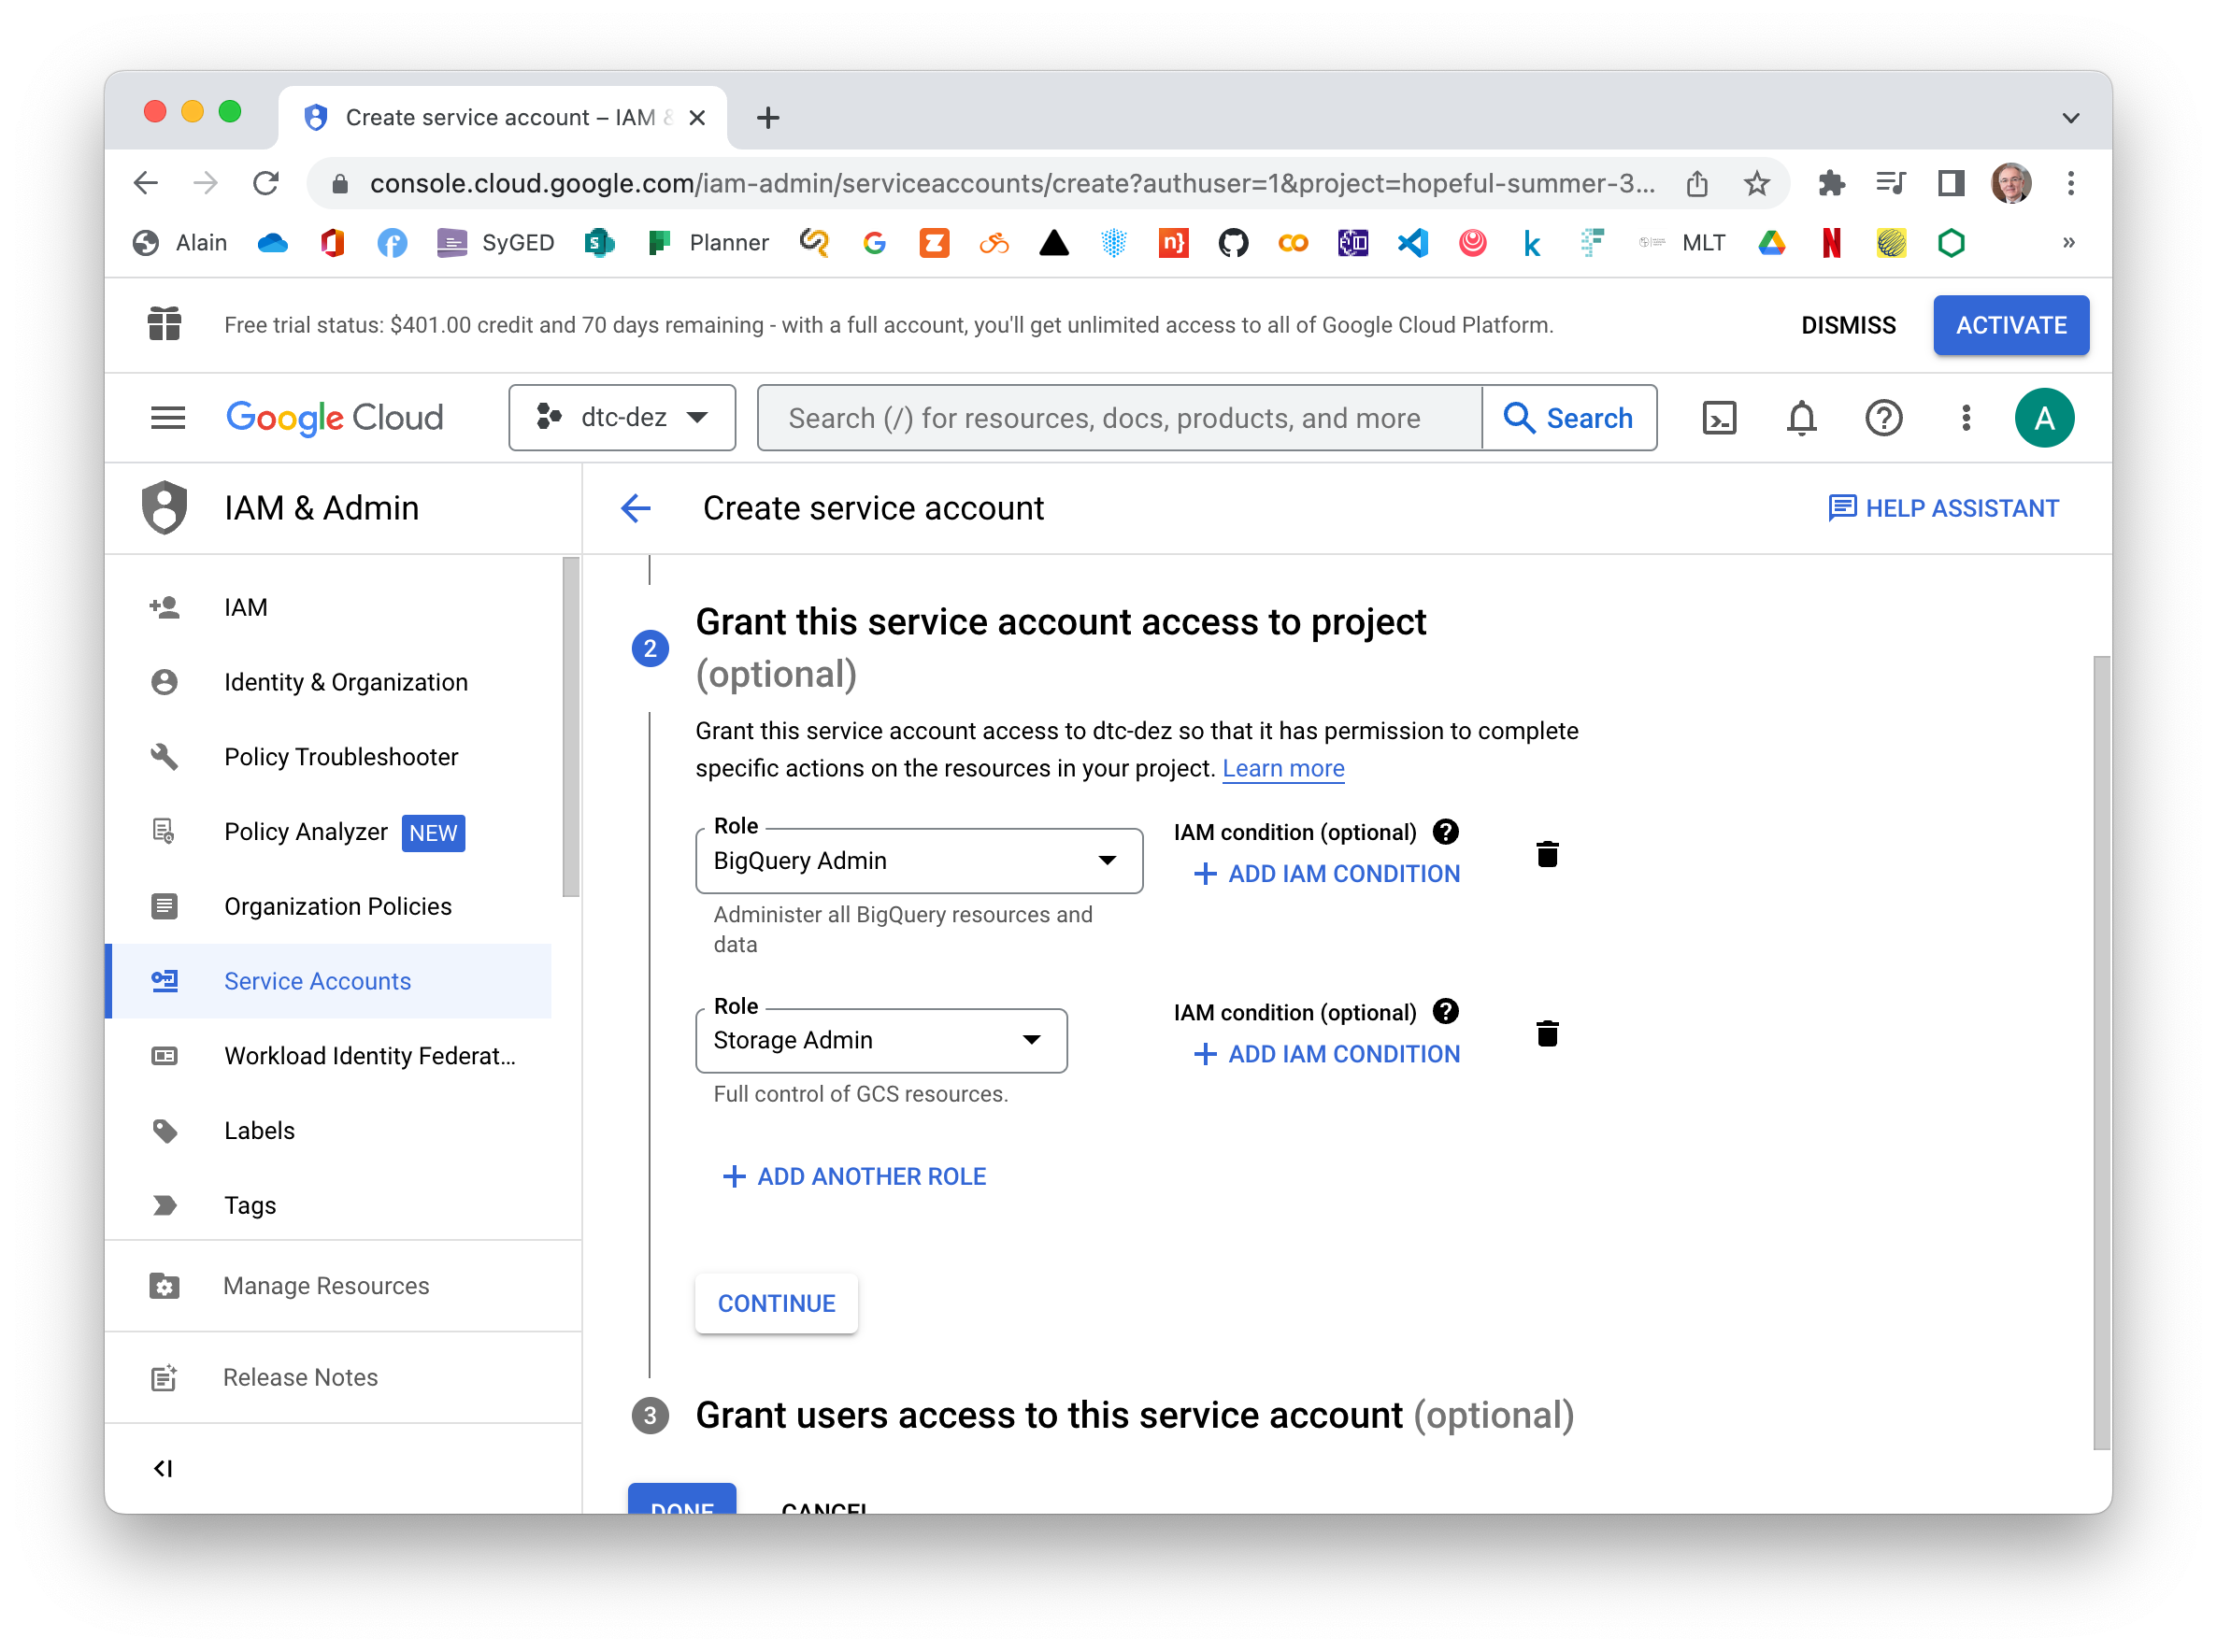 Create service account – IAM &
console.cloud.google.com/iam-admin/serviceaccounts/create?authuser=1&project=hopeful-summer-3...
Alain
SyGED
Planner
MLT
»
Free trial status: $401.00 credit and 70 days remaining - with a full account, you'll get unlimited access to all of Google Cloud Platform.
DISMISS
ACTIVATE
Google Cloud
dtc-dez
Search (/) for resources, docs, products, and more
Search
A
IAM & Admin
Create service account
HELP ASSISTANT
IAM
Identity & Organization
Policy Troubleshooter
Policy Analyzer NEW
Organization Policies
Service Accounts
Workload Identity Federat...
Labels
Tags
Manage Resources
Release Notes
2
Grant this service account access to project
(optional)
Grant this service account access to dtc-dez so that it has permission to complete
specific actions on the resources in your project. Learn more
Role
BigQuery Admin
Administer all BigQuery resources and
data
IAM condition (optional)
ADD IAM CONDITION
Role
Storage Admin
Full control of GCS resources.
IAM condition (optional)
ADD IAM CONDITION
ADD ANOTHER ROLE
CONTINUE
3
Grant users access to this service account (optional)
DONE
CANCEL